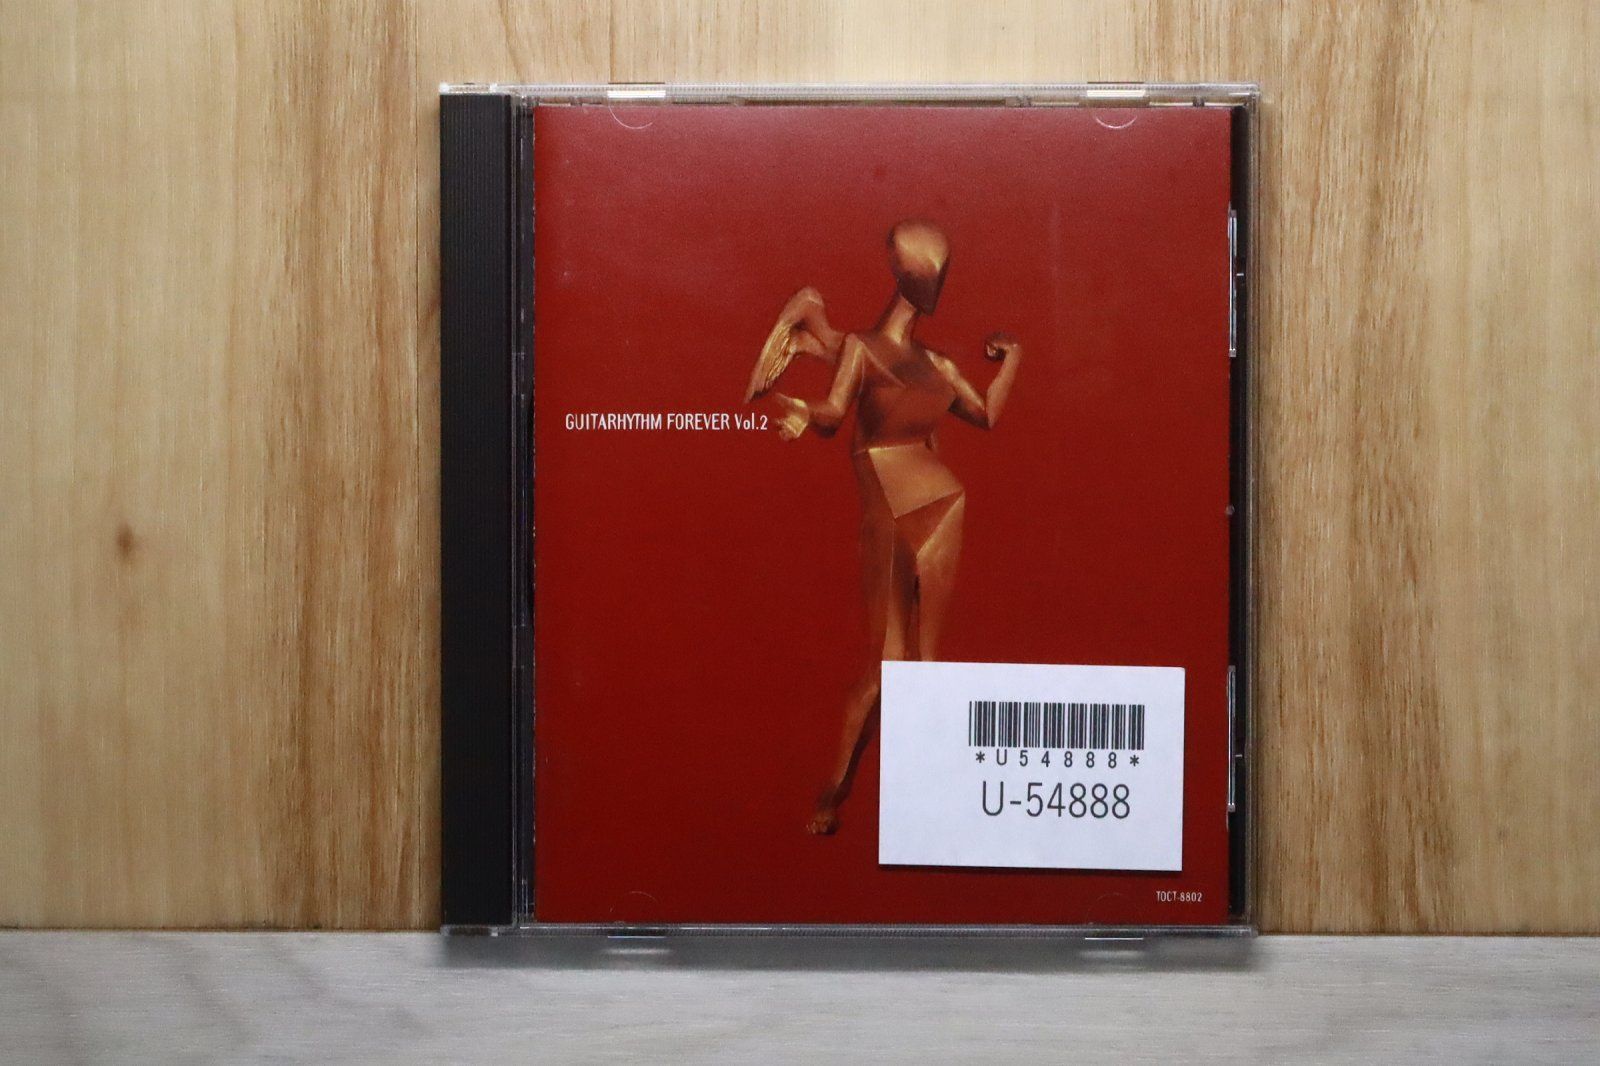 GUITARHYTHM FOREVER Vol.2
*U54888*
U-54888
TOCT-8802